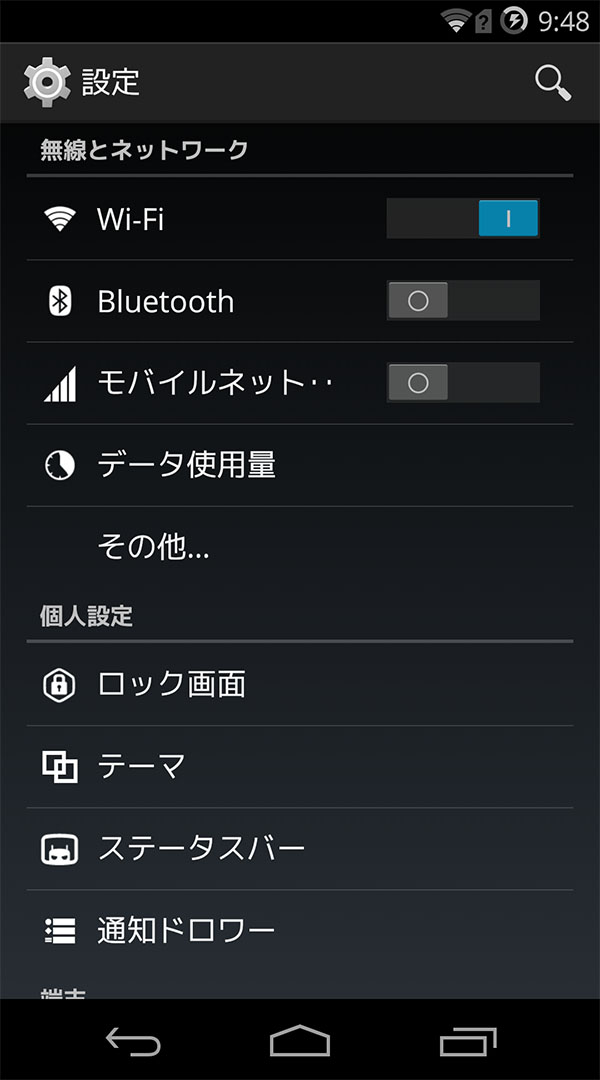 9:48
設定
無線とネットワーク
Wi-Fi
Bluetooth
モバイルネット‥
データ使用量
その他...
個人設定
ロック画面
テーマ
ステータスバー
通知ドロワー
端末